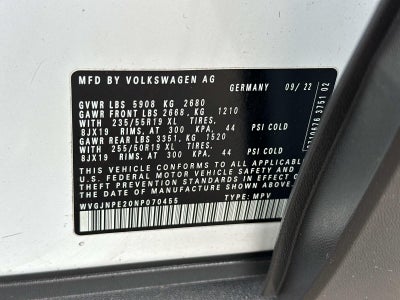 MFD BY VOLKSWAGEN AG GERMANY 09/22
GVWR LBS 5908 KG 2680
GAWR FRONT LBS 2668, KG 1210
WITH 235/55R19 XL TIRES,
8JX19 RIMS, AT 300 KPA, 44 PSI COLD
GAWR REAR LBS 3351, KG 1520
WITH 255/50R19 XL TIRES,
8JX19 RIMS, AT 300 KPA, 44 PSI COLD
THIS VEHICLE CONFORMS TO ALL APPLICABLE
FEDERAL MOTOR VEHICLE SAFETY AND
THEFT PREVENTION STANDARDS IN EFFECT ON
THE DATE OF MANUFACTURE SHOWN ABOVE.
WVGJNPE20NP070455 TYPE: MPV